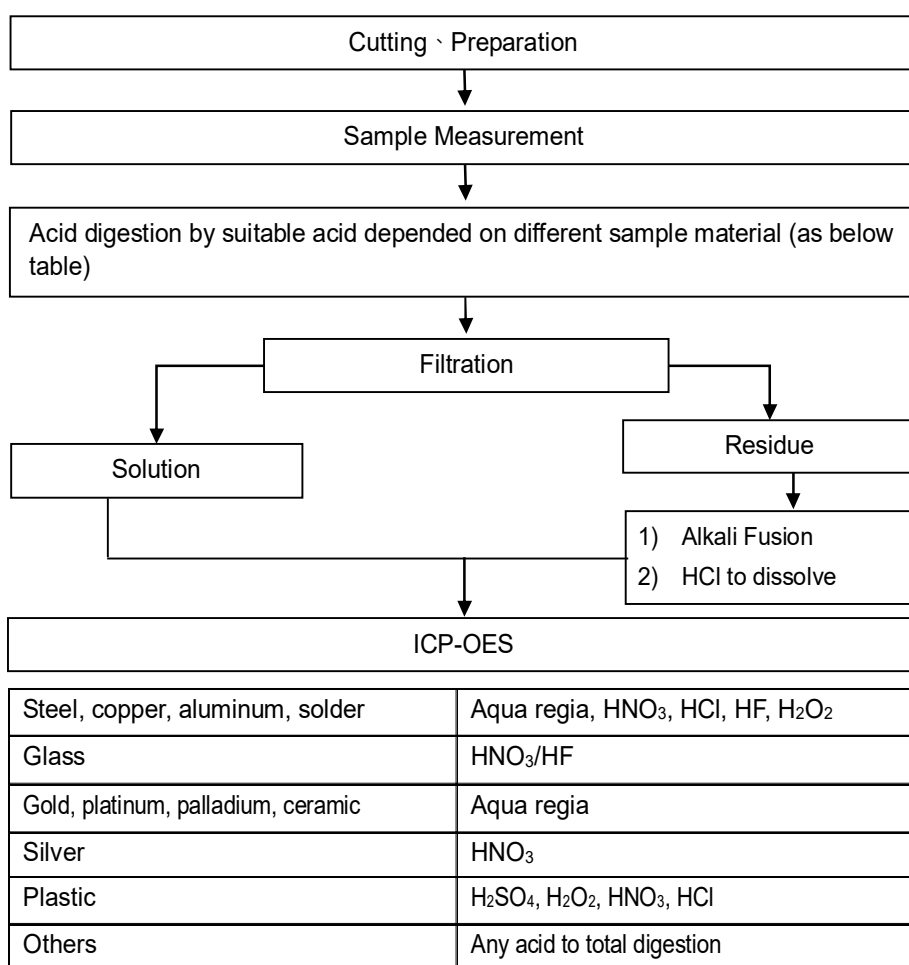 Cutting、Preparation
Sample Measurement
Acid digestion by suitable acid depended on different sample material (as below
table)
Filtration
Solution
Residue
1) Alkali Fusion
2) HCl to dissolve
ICP-OES
Steel, copper, aluminum, solder Aqua regia, HNO₃, HCl, HF, H₂O₂
Glass HNO₃/HF
Gold, platinum, palladium, ceramic Aqua regia
Silver HNO₃
Plastic H₂SO₄, H₂O₂, HNO₃, HCl
Others Any acid to total digestion